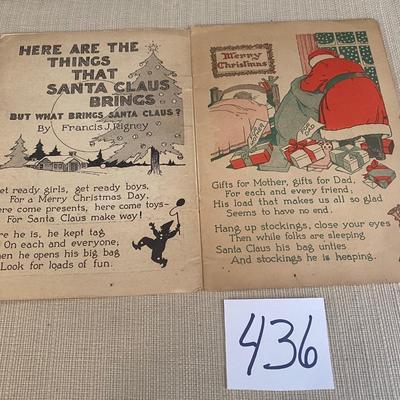 HERE ARE THE
THINGS
THAT
SANTA CLAUS
BRINGS
BUT WHAT BRINGS SANTA CLAUS?
By Francis J. Rigney
get ready girls, get ready boys,
For a Merry Christmas Day.
here come presents, here come toys—
For Santa Claus make way!
he is, he kept tag
On each and everyone;
he opens his big bag
Look for loads of fun.
Merry
Christmas
Gifts for Mother, gifts for Dad.
For each and every friend,
His load that makes us all so glad
Seems to have no end.
Hang up stockings, close your eyes
Then while folks are sleeping
Santa Claus his bag unties
And stockings he is heaping.
436